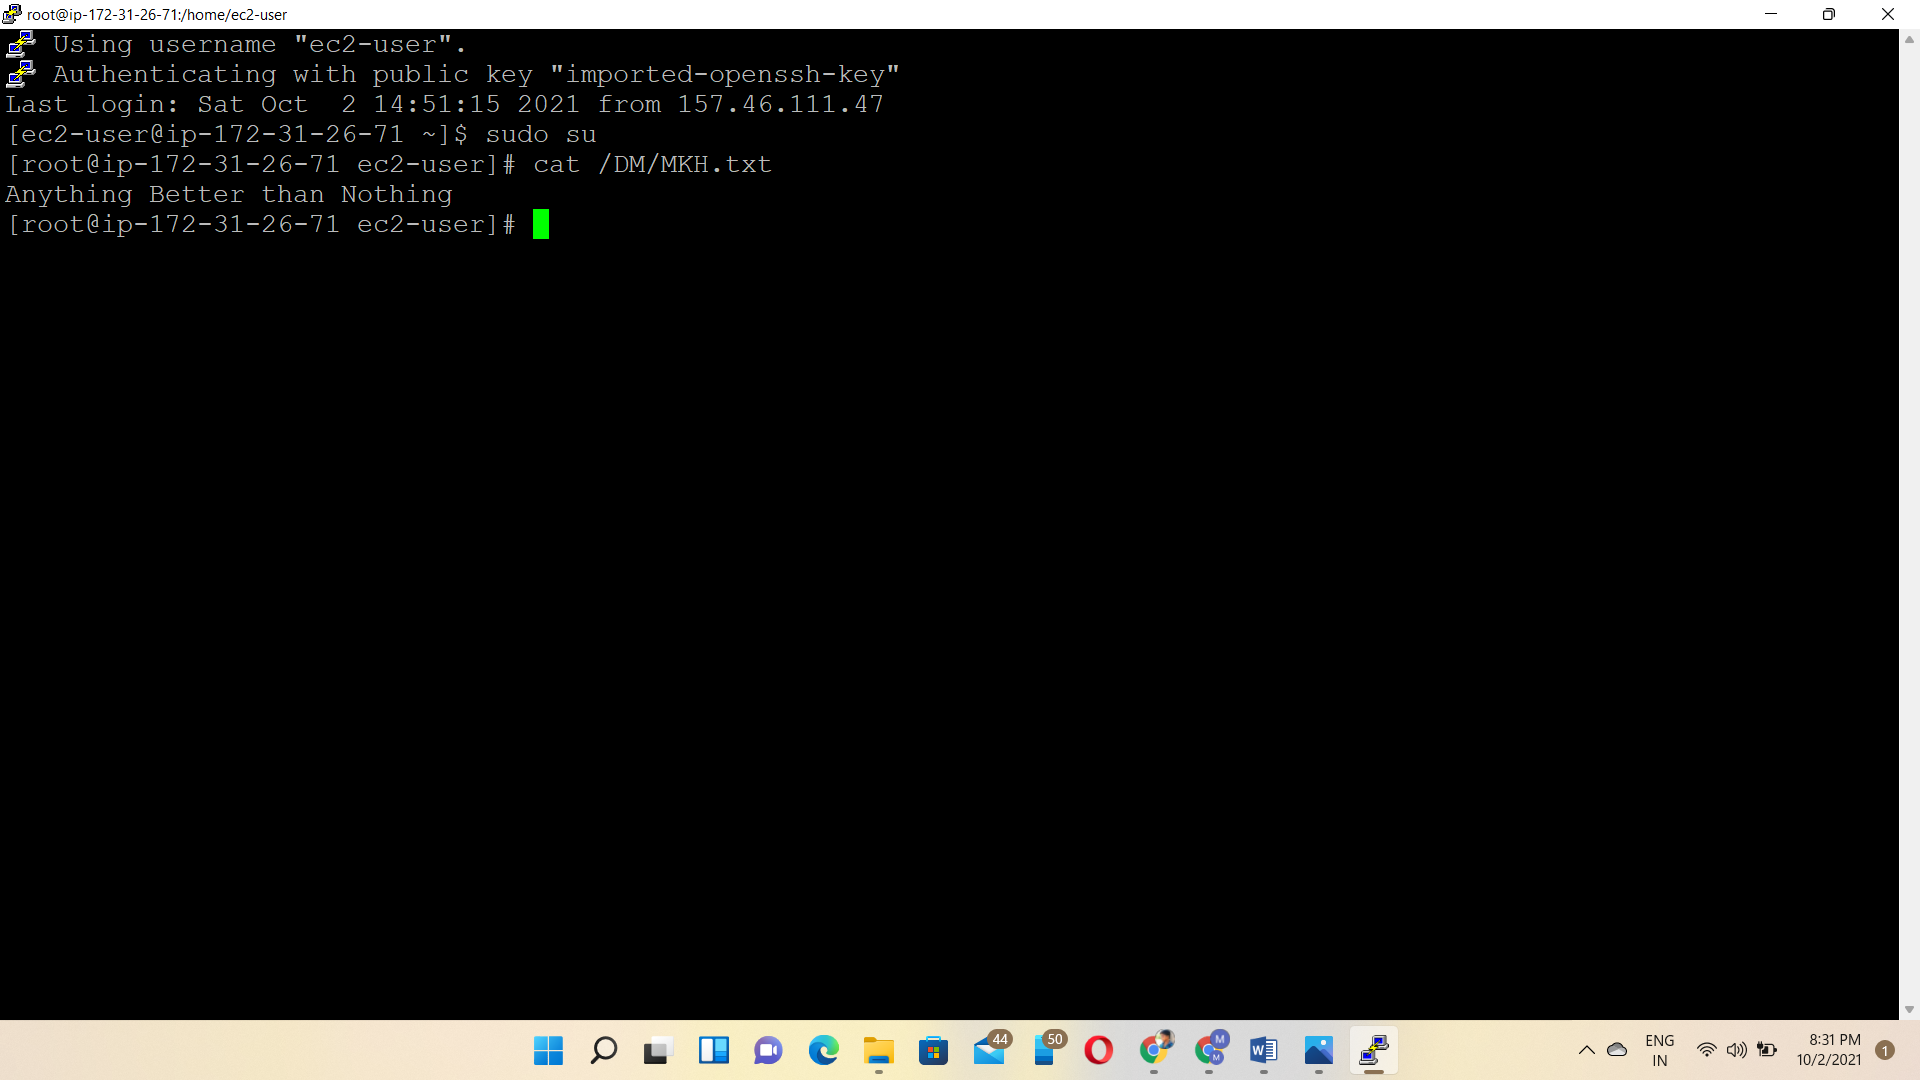 root@ip-172-31-26-71:/home/ec2-user
Using username "ec2-user".
Authenticating with public key "imported-openssh-key"
Last login: Sat Oct  2 14:51:15 2021 from 157.46.111.47
[ec2-user@ip-172-31-26-71 ~]$ sudo su
[root@ip-172-31-26-71 ec2-user]# cat /DM/MKH.txt
Anything Better than Nothing
[root@ip-172-31-26-71 ec2-user]#
44
50
M
M
W
ENG
IN
8:31 PM
10/2/2021
1